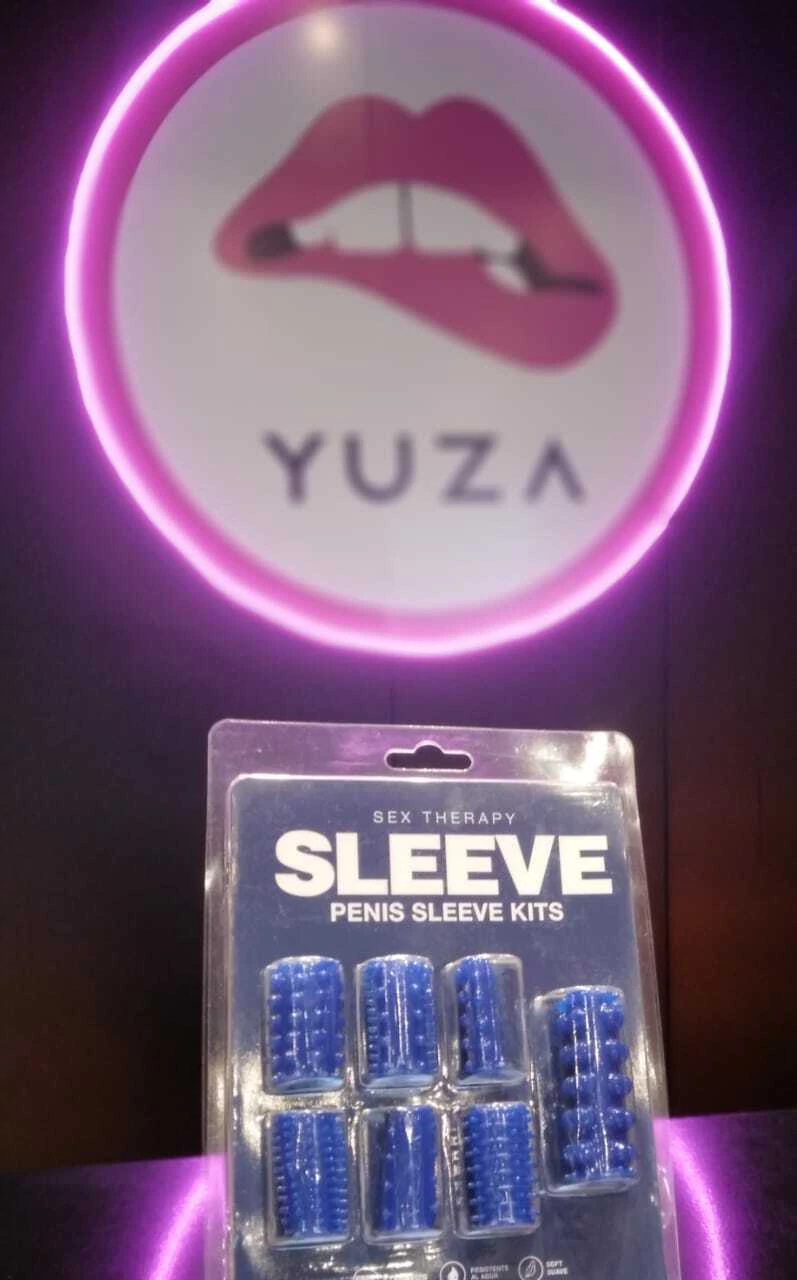 YUZA
SEX THERAPY
SLEEVE
PENIS SLEEVE KITS
RESISTENTE
AL AGUA
SOFT
SUAVE